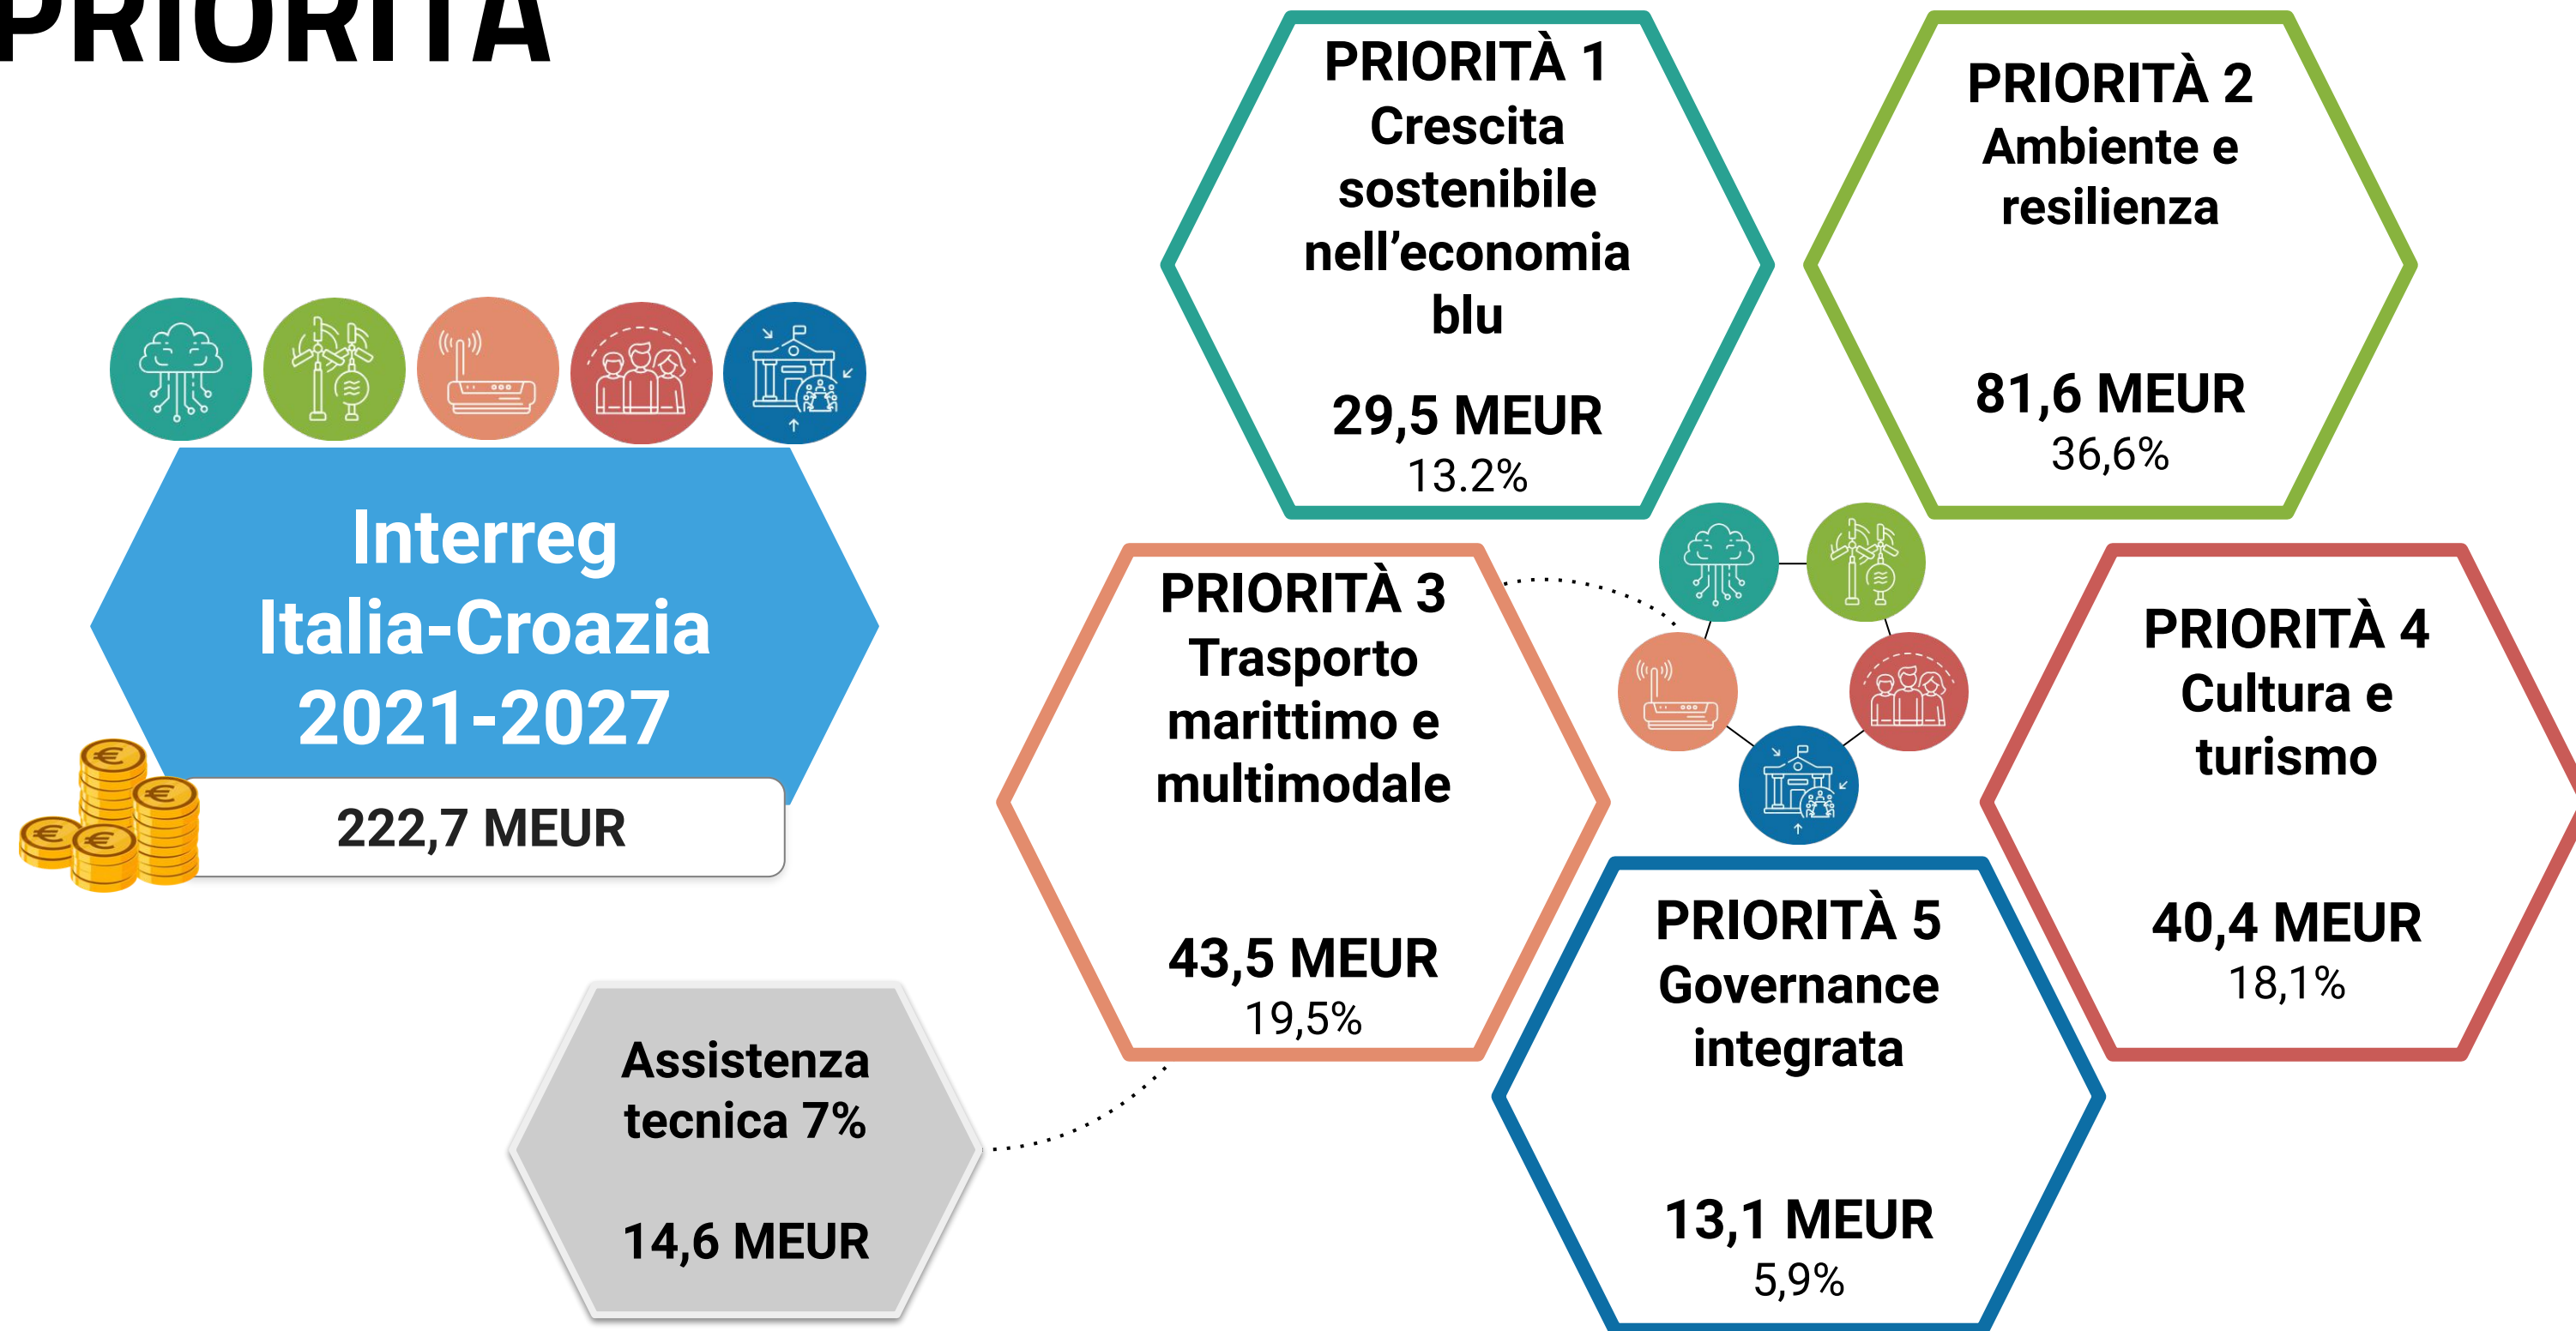 PRIORITÀ
Interreg
Italia-Croazia
2021-2027
222,7 MEUR
Assistenza
tecnica 7%
14,6 MEUR
PRIORITÀ 1
Crescita
sostenibile
nell’economia
blu
29,5 MEUR
13.2%
PRIORITÀ 2
Ambiente e
resilienza
81,6 MEUR
36,6%
PRIORITÀ 3
Trasporto
marittimo e
multimodale
43,5 MEUR
19,5%
PRIORITÀ 4
Cultura e
turismo
40,4 MEUR
18,1%
PRIORITÀ 5
Governance
integrata
13,1 MEUR
5,9%